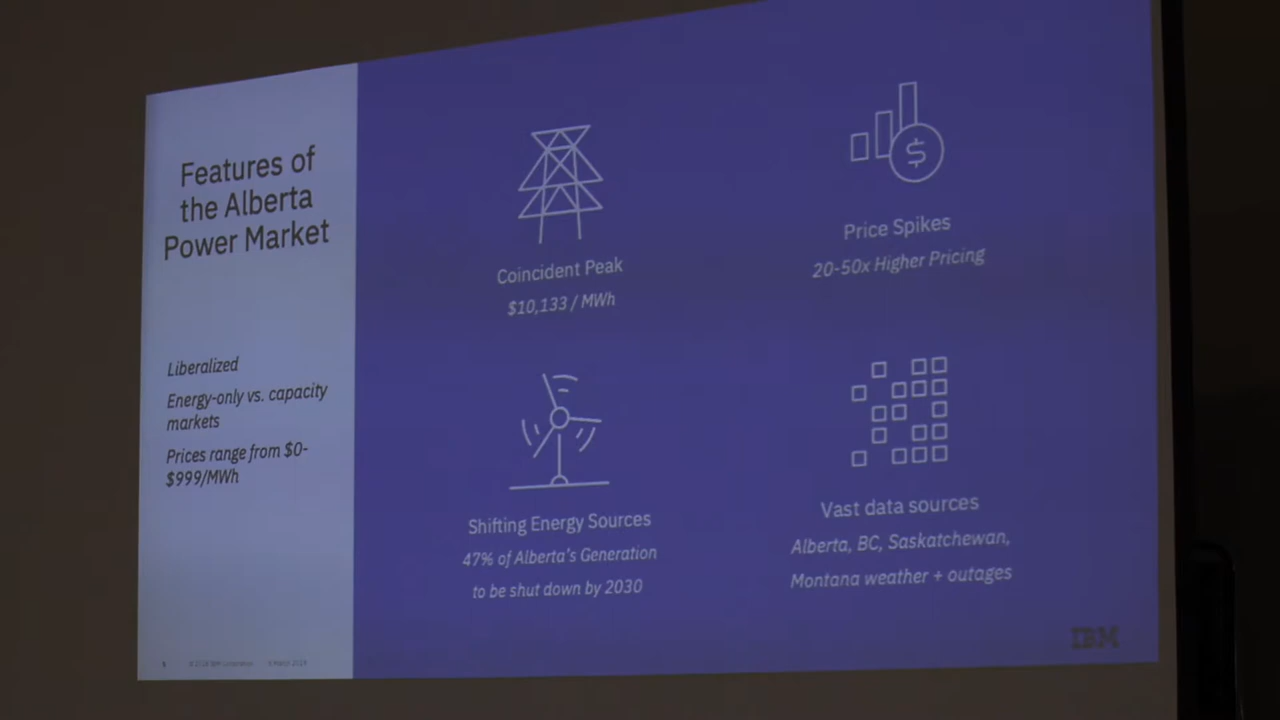 Features of
the Alberta
Power Market
Liberalized
Energy-only vs. capacity
markets
Prices range from $0-
$999/MWh
Coincident Peak
$10,133 / MWh
Price Spikes
20-50x Higher Pricing
Shifting Energy Sources
47% of Alberta's Generation
to be shut down by 2030
Vast data sources
Alberta, BC, Saskatchewan,
Montana weather + outages
IBM